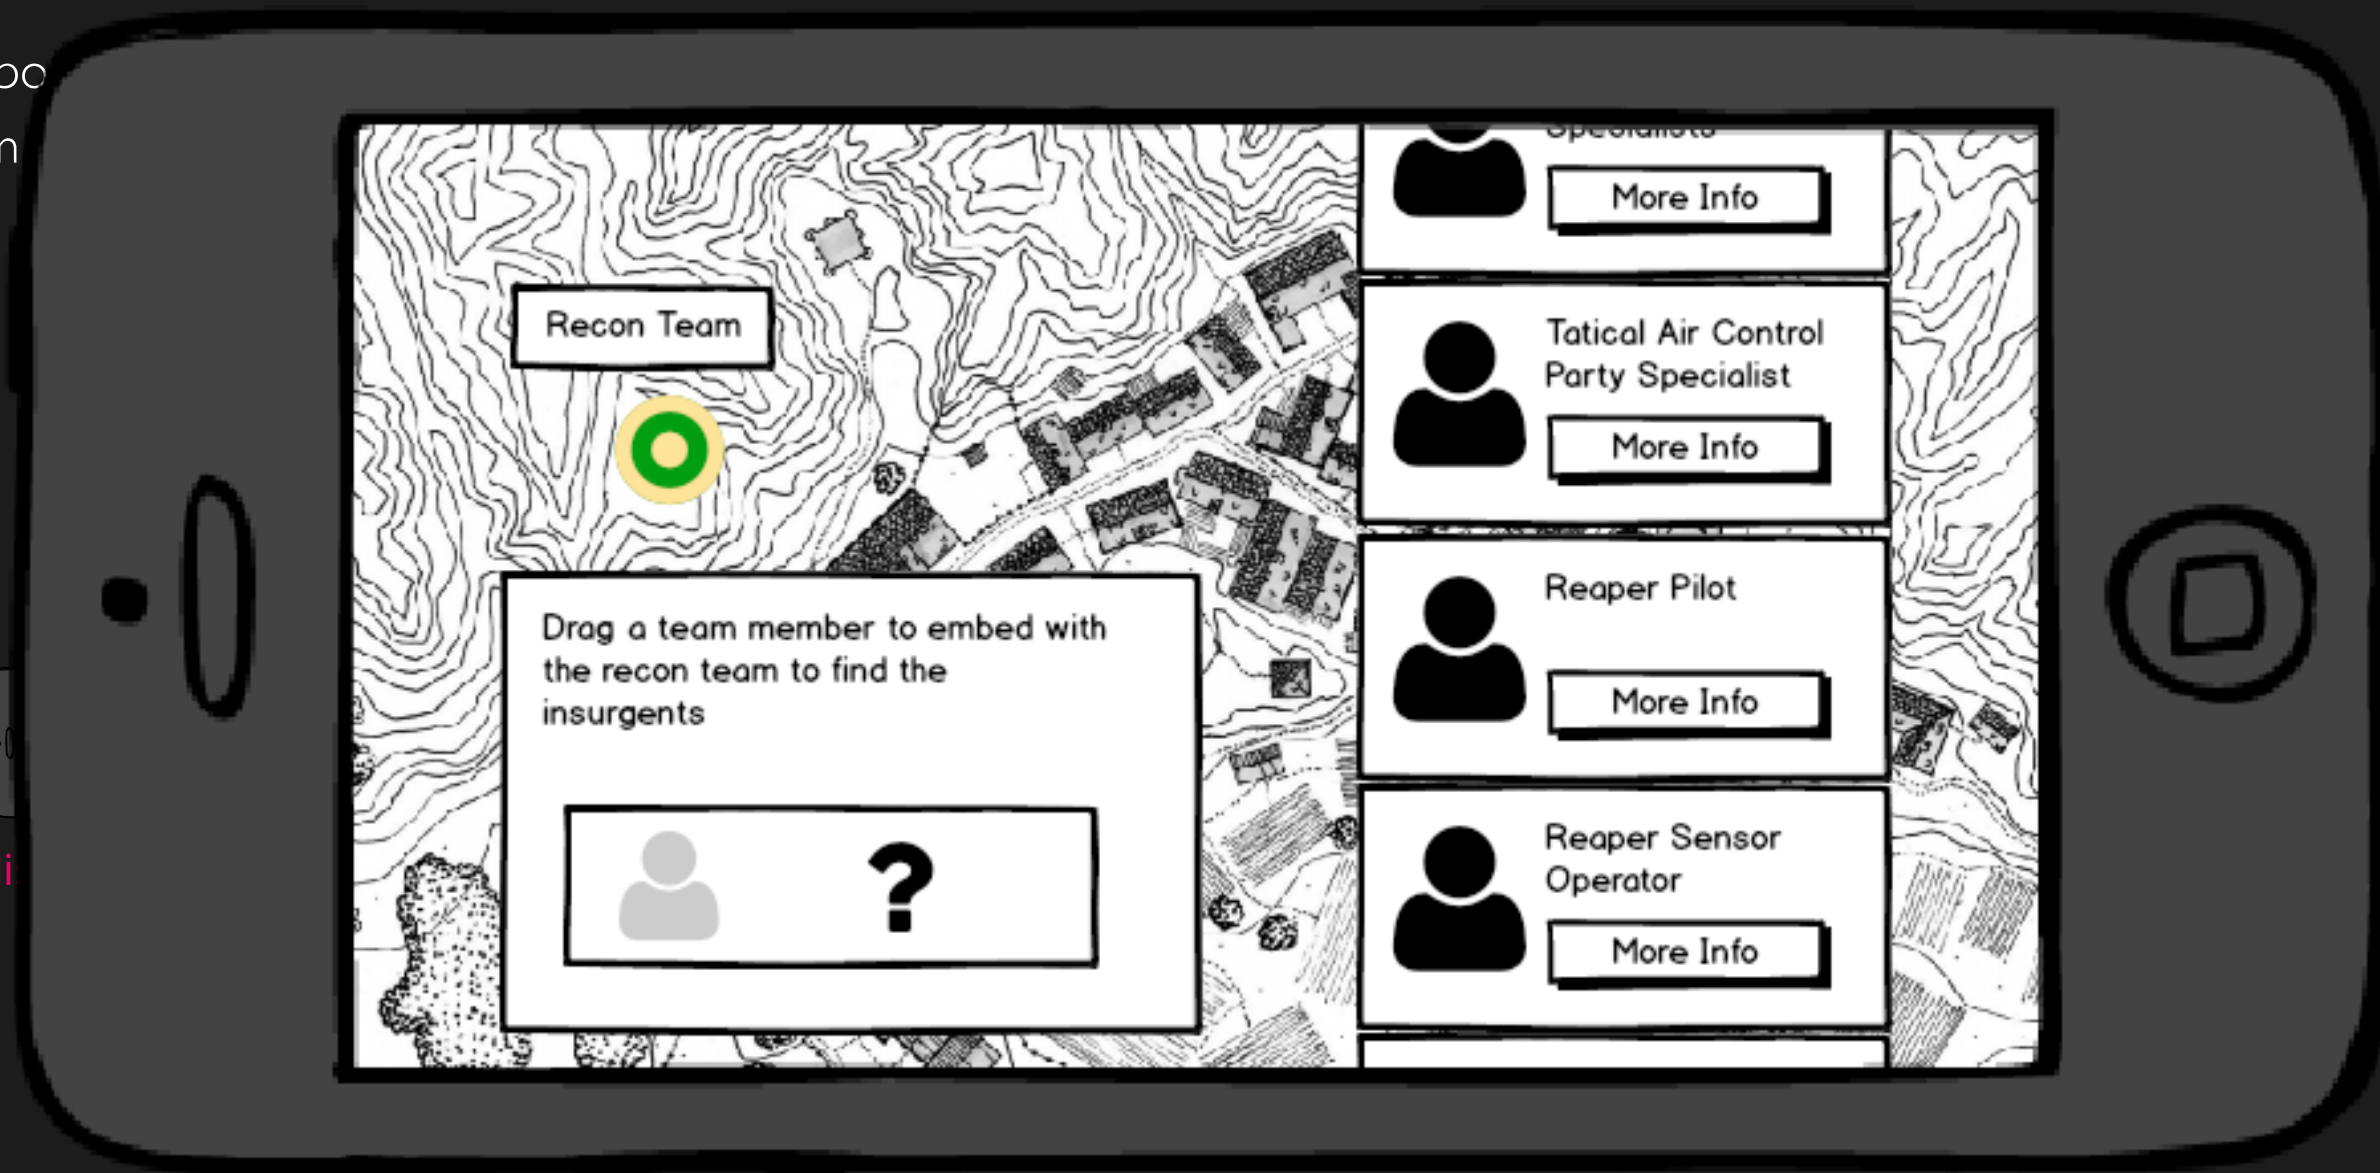 Recon Team
Drag a team member to embed with
the recon team to find the
insurgents
?
Specialists
More Info
Tatical Air Control
Party Specialist
More Info
Reaper Pilot
More Info
Reaper Sensor
Operator
More Info